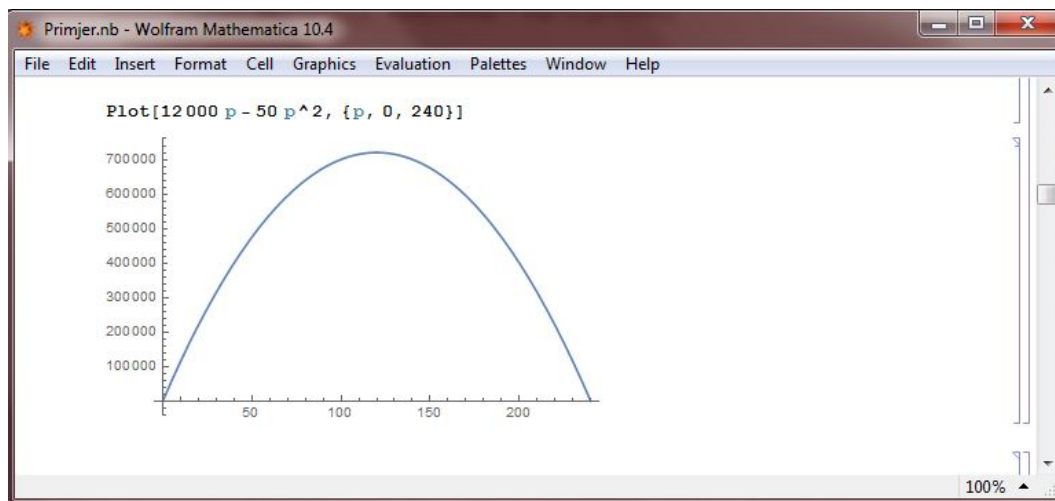 Primjer.nb - Wolfram Mathematica 10.4
File Edit Insert Format Cell Graphics Evaluation Palettes Window Help
Plot[12000 p - 50 p^2, {p, 0, 240}]
700000
600000
500000
400000
300000
200000
100000
50 100 150 200
100%